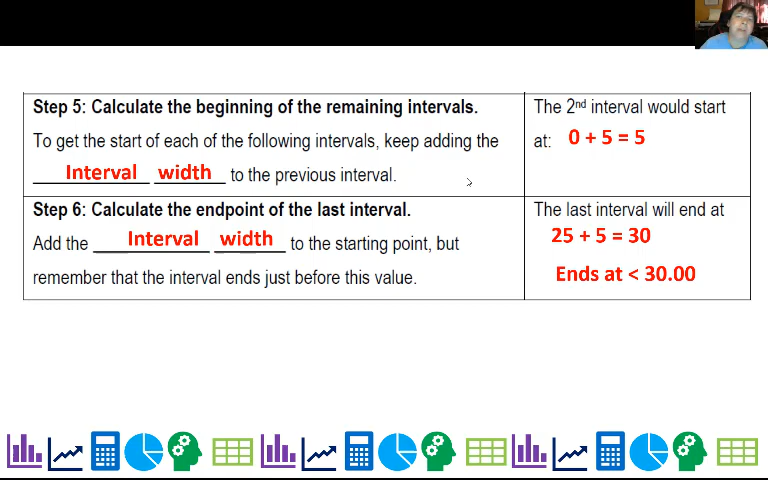 Step 5: Calculate the beginning of the remaining intervals.
To get the start of each of the following intervals, keep adding the
Interval width to the previous interval.
The 2nd interval would start
at: 0 + 5 = 5
Step 6: Calculate the endpoint of the last interval.
Add the Interval width to the starting point, but
remember that the interval ends just before this value.
The last interval will end at
25 + 5 = 30
Ends at < 30.00